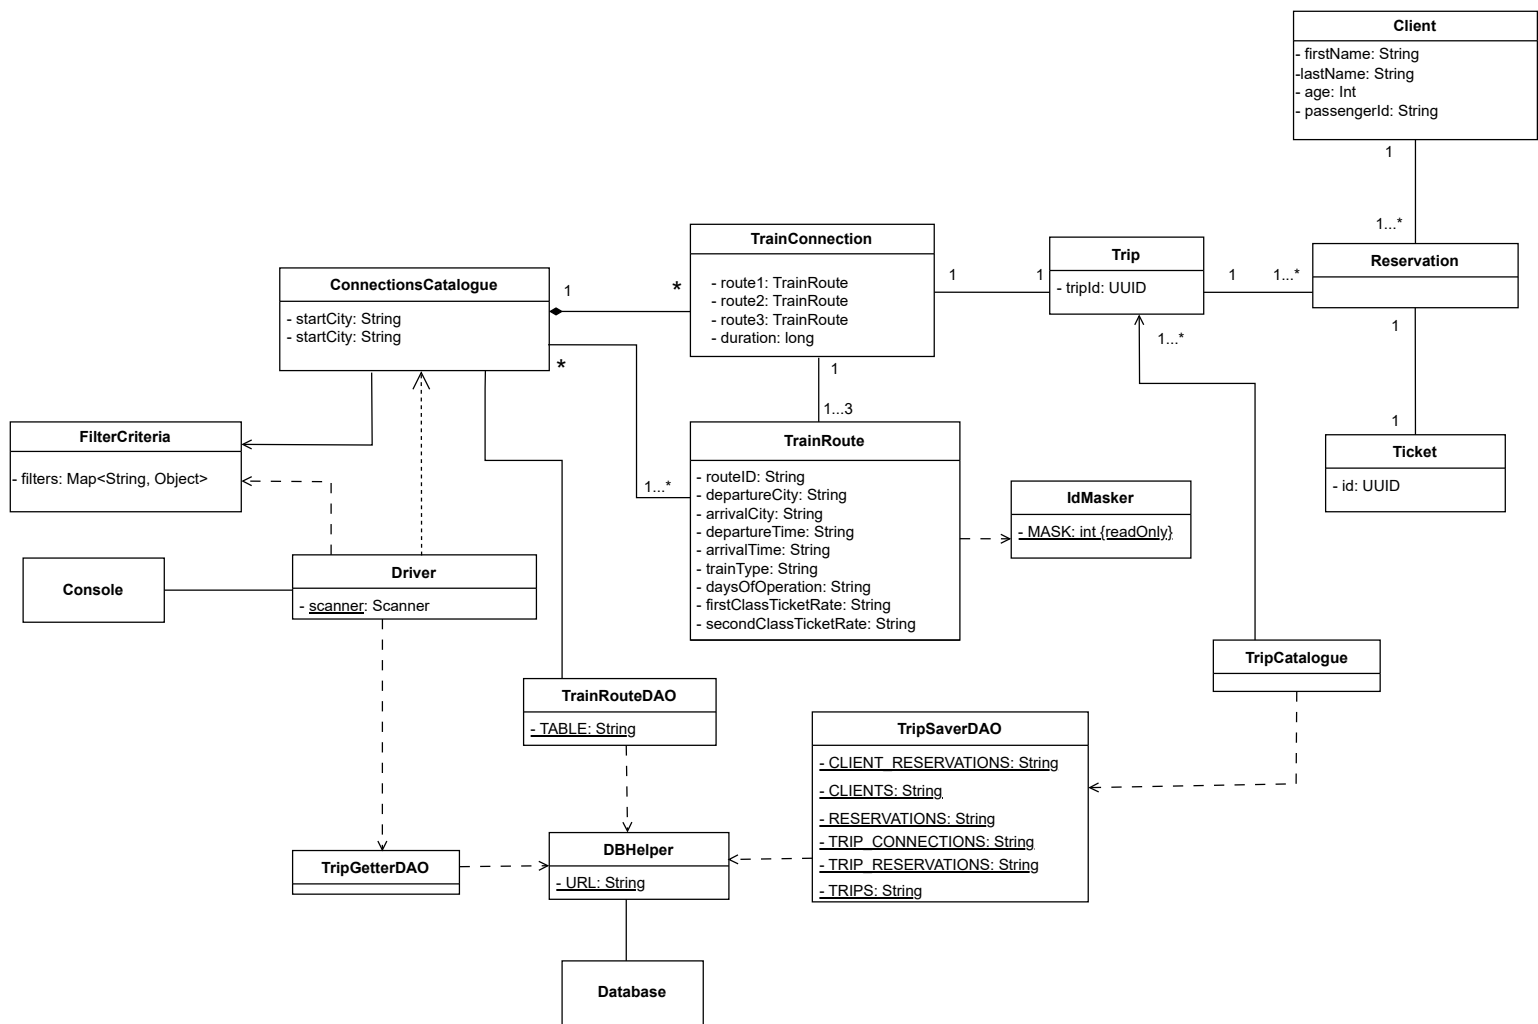 Client
- firstName: String
-lastName: String
- age: Int
- passengerId: String
1
1...*
TrainConnection
- route1: TrainRoute
- route2: TrainRoute
- route3: TrainRoute
- duration: long
Trip
- tripId: UUID
Reservation
ConnectionsCatalogue
- startCity: String
- startCity: String
1
*
1
1
1
1...*
1...*
1
*
1
1...3
FilterCriteria
- filters: Map<String, Object>
TrainRoute
- routeID: String
- departureCity: String
- arrivalCity: String
- departureTime: String
- arrivalTime: String
- trainType: String
- daysOfOperation: String
- firstClassTicketRate: String
- secondClassTicketRate: String
1...*
1
Ticket
- id: UUID
IdMasker
- MASK: int {readOnly}
Console
Driver
- scanner: Scanner
TripCatalogue
TrainRouteDAO
- TABLE: String
TripSaverDAO
- CLIENT_RESERVATIONS: String
- CLIENTS: String
- RESERVATIONS: String
- TRIP_CONNECTIONS: String
- TRIP_RESERVATIONS: String
- TRIPS: String
TripGetterDAO
DBHelper
- URL: String
Database